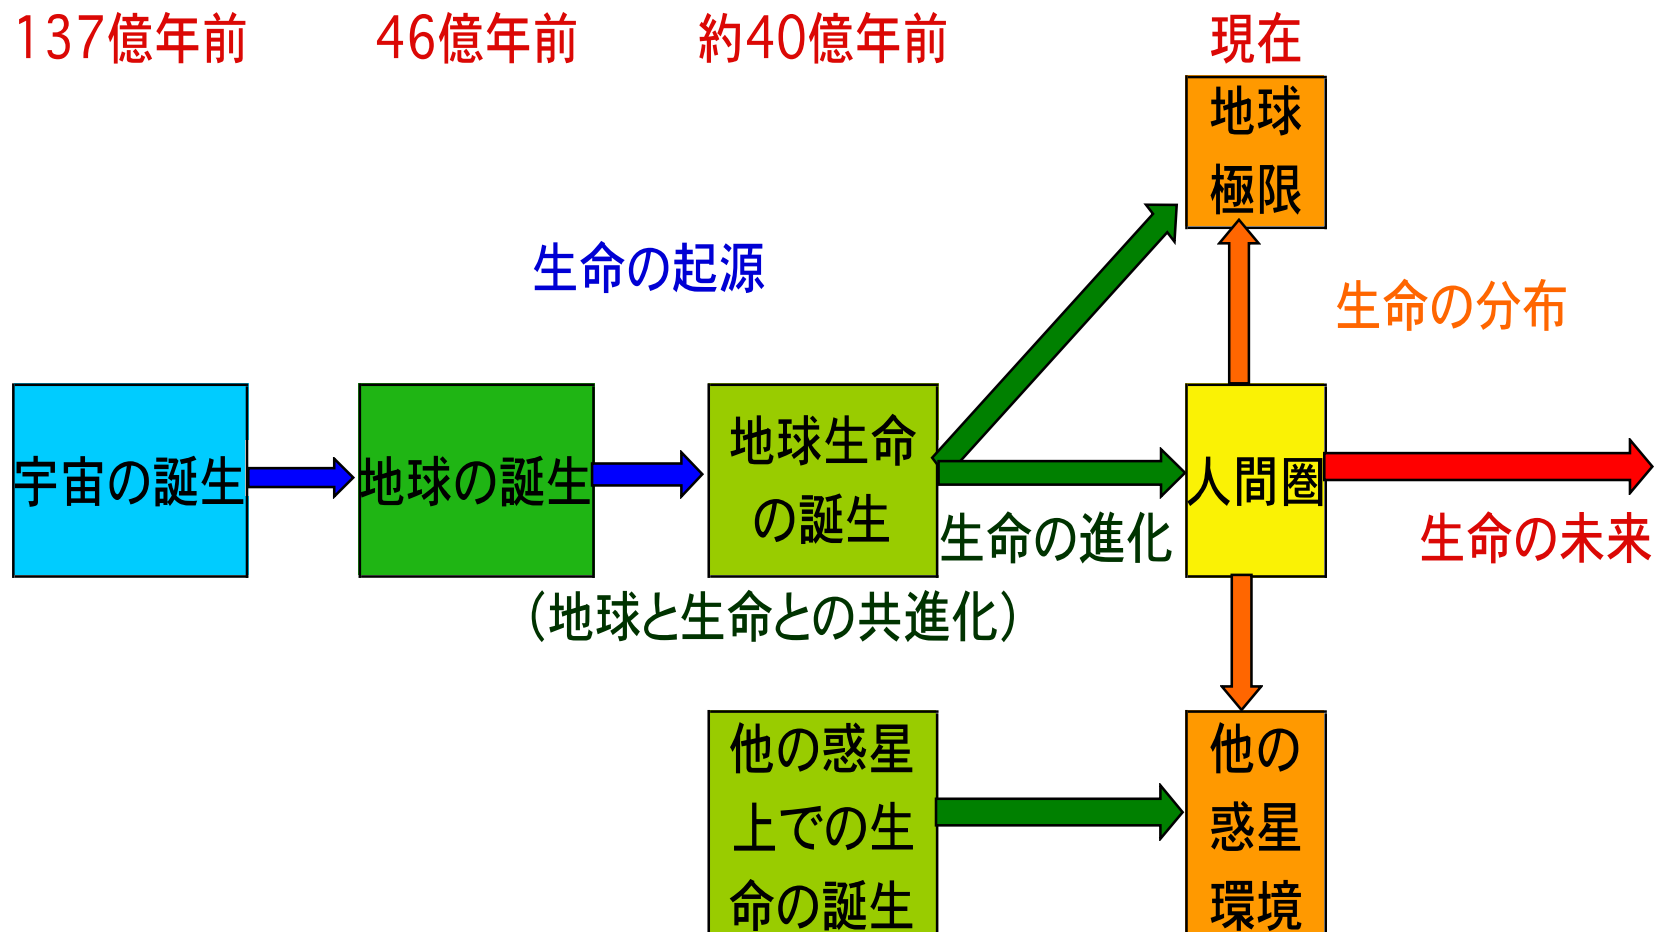 137億年前
46億年前
約40億年前
現在
地球
極限
生命の起源
生命の分布
宇宙の誕生
地球の誕生
地球生命
の誕生
人間圏
生命の進化
生命の未来
（地球と生命との共進化）
他の惑星
上での生
命の誕生
他の
惑星
環境